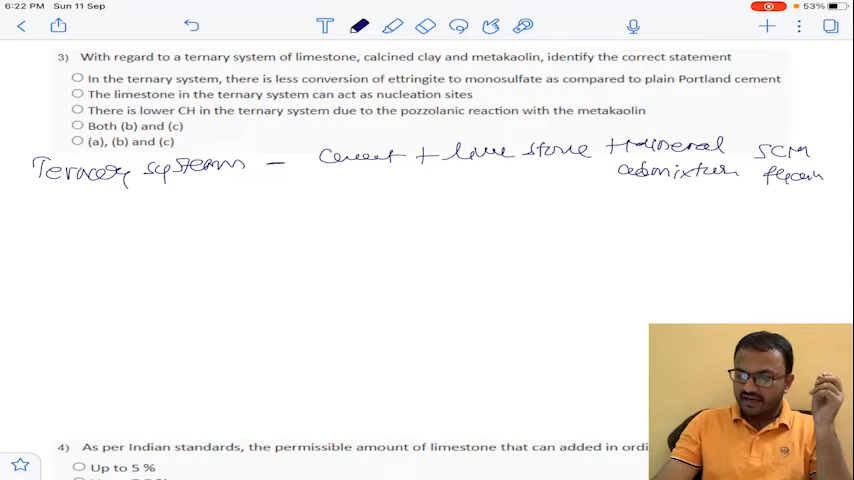 6:22 PM Sun 11 Sep
53%
3) With regard to a ternary system of limestone, calcined clay and metakaolin, identify the correct statement
In the ternary system, there is less conversion of ettringite to monosulfate as compared to plain Portland cement
The limestone in the ternary system can act as nucleation sites
There is lower CH in the ternary system due to the pozzolanic reaction with the metakaolin
Both (b) and (c)
(a), (b) and (c)
Ternary systems - cement + lime stone + mineral SCM
admixture
4) As per Indian standards, the permissible amount of limestone that can added in ordi
Up to 5 %